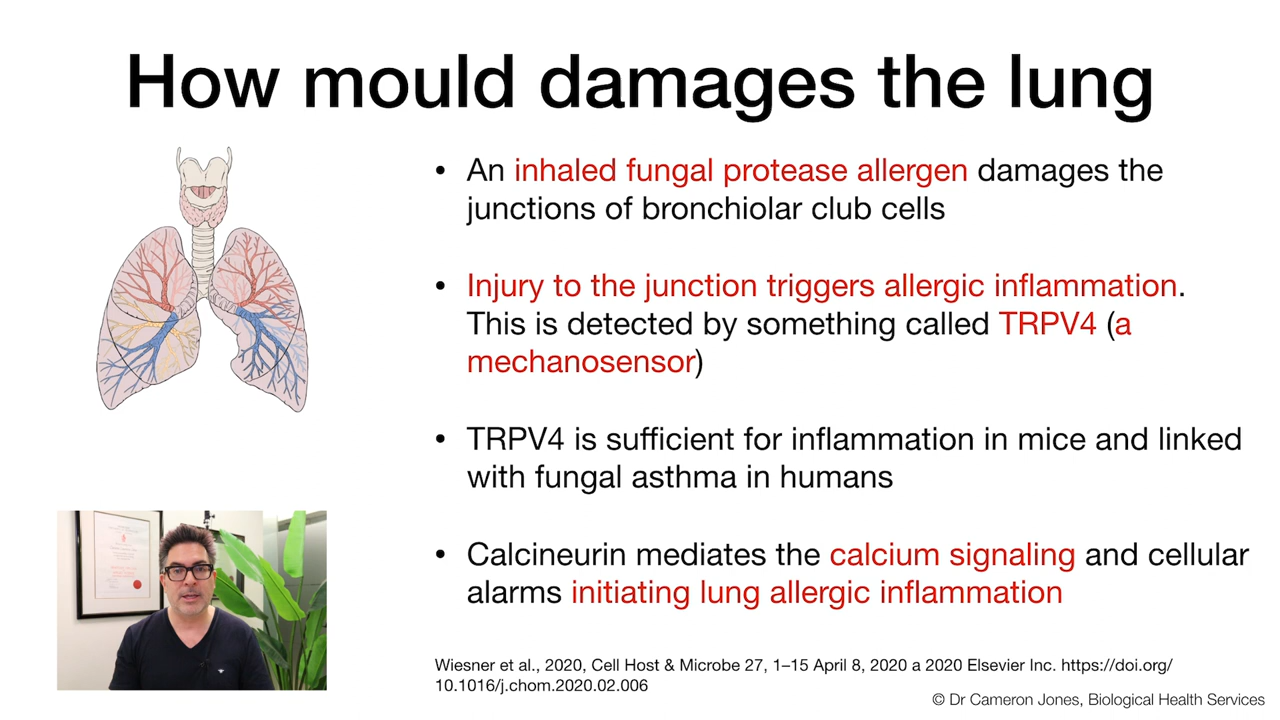 How mould damages the lung
• An inhaled fungal protease allergen damages the
junctions of bronchiolar club cells
• Injury to the junction triggers allergic inflammation.
This is detected by something called TRPV4 (a
mechanosensor)
• TRPV4 is sufficient for inflammation in mice and linked
with fungal asthma in humans
• Calcineurin mediates the calcium signaling and cellular
alarms initiating lung allergic inflammation
Wiesner et al., 2020, Cell Host & Microbe 27, 1–15 April 8, 2020 a 2020 Elsevier Inc. https://doi.org/
10.1016/j.chom.2020.02.006
© Dr Cameron Jones, Biological Health Services